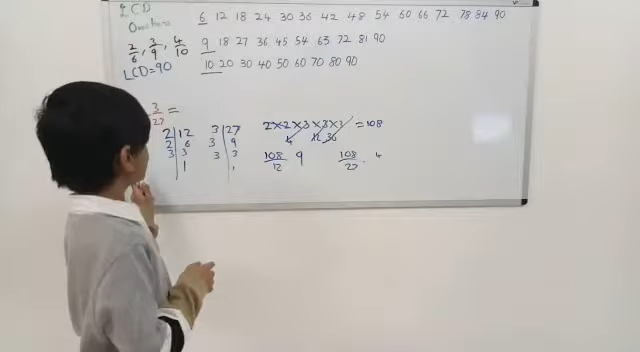 LCD
6 12 18 24 30 36 42 48 54 60 66 72 78 84 90
2/6, 3/9, 4/10
9 18 27 36 45 54 63 72 81 90
LCD=90
10 20 30 40 50 60 70 80 90
3/27 =
2 | 12 3 | 27 2×2×3×3×3 = 108
2 | 6 3 | 9 4 12 36
3 | 3 3 | 3 108/12 9 108/27 4
1 1